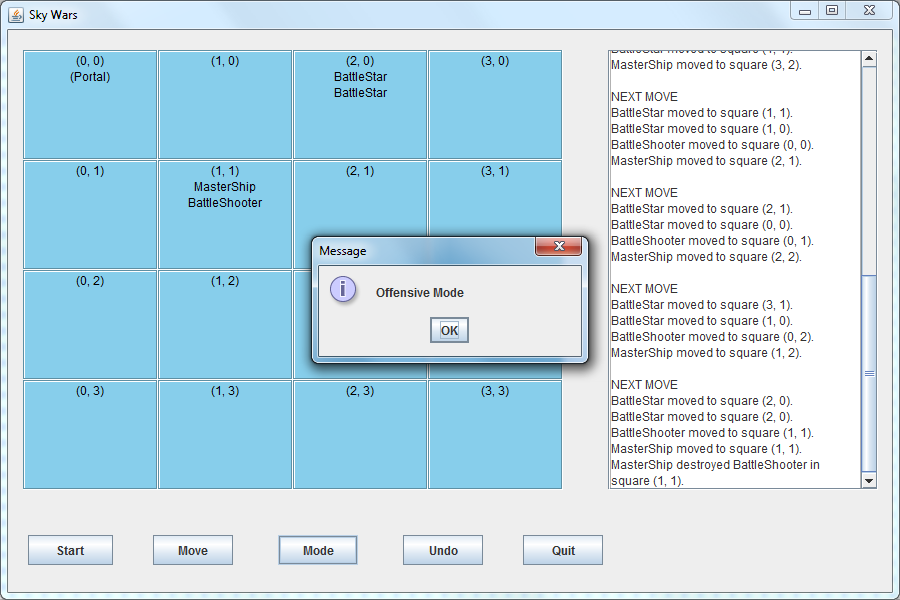 Sky Wars
(0, 0)
(Portal)
(1, 0)
(2, 0)
BattleStar
BattleStar
(3, 0)
(0, 1)
(1, 1)
MasterShip
BattleShooter
(2, 1)
(3, 1)
(0, 2)
(1, 2)
(0, 3)
(1, 3)
(2, 3)
(3, 3)
Message
Offensive Mode
OK
MasterShip moved to square (3, 2).
NEXT MOVE
BattleStar moved to square (1, 1).
BattleStar moved to square (1, 0).
BattleShooter moved to square (0, 0).
MasterShip moved to square (2, 1).
NEXT MOVE
BattleStar moved to square (2, 1).
BattleStar moved to square (0, 0).
BattleShooter moved to square (0, 1).
MasterShip moved to square (2, 2).
NEXT MOVE
BattleStar moved to square (3, 1).
BattleStar moved to square (1, 0).
BattleShooter moved to square (0, 2).
MasterShip moved to square (1, 2).
NEXT MOVE
BattleStar moved to square (2, 0).
BattleStar moved to square (2, 0).
BattleShooter moved to square (1, 1).
MasterShip moved to square (1, 1).
MasterShip destroyed BattleShooter in
square (1, 1).
Start
Move
Mode
Undo
Quit